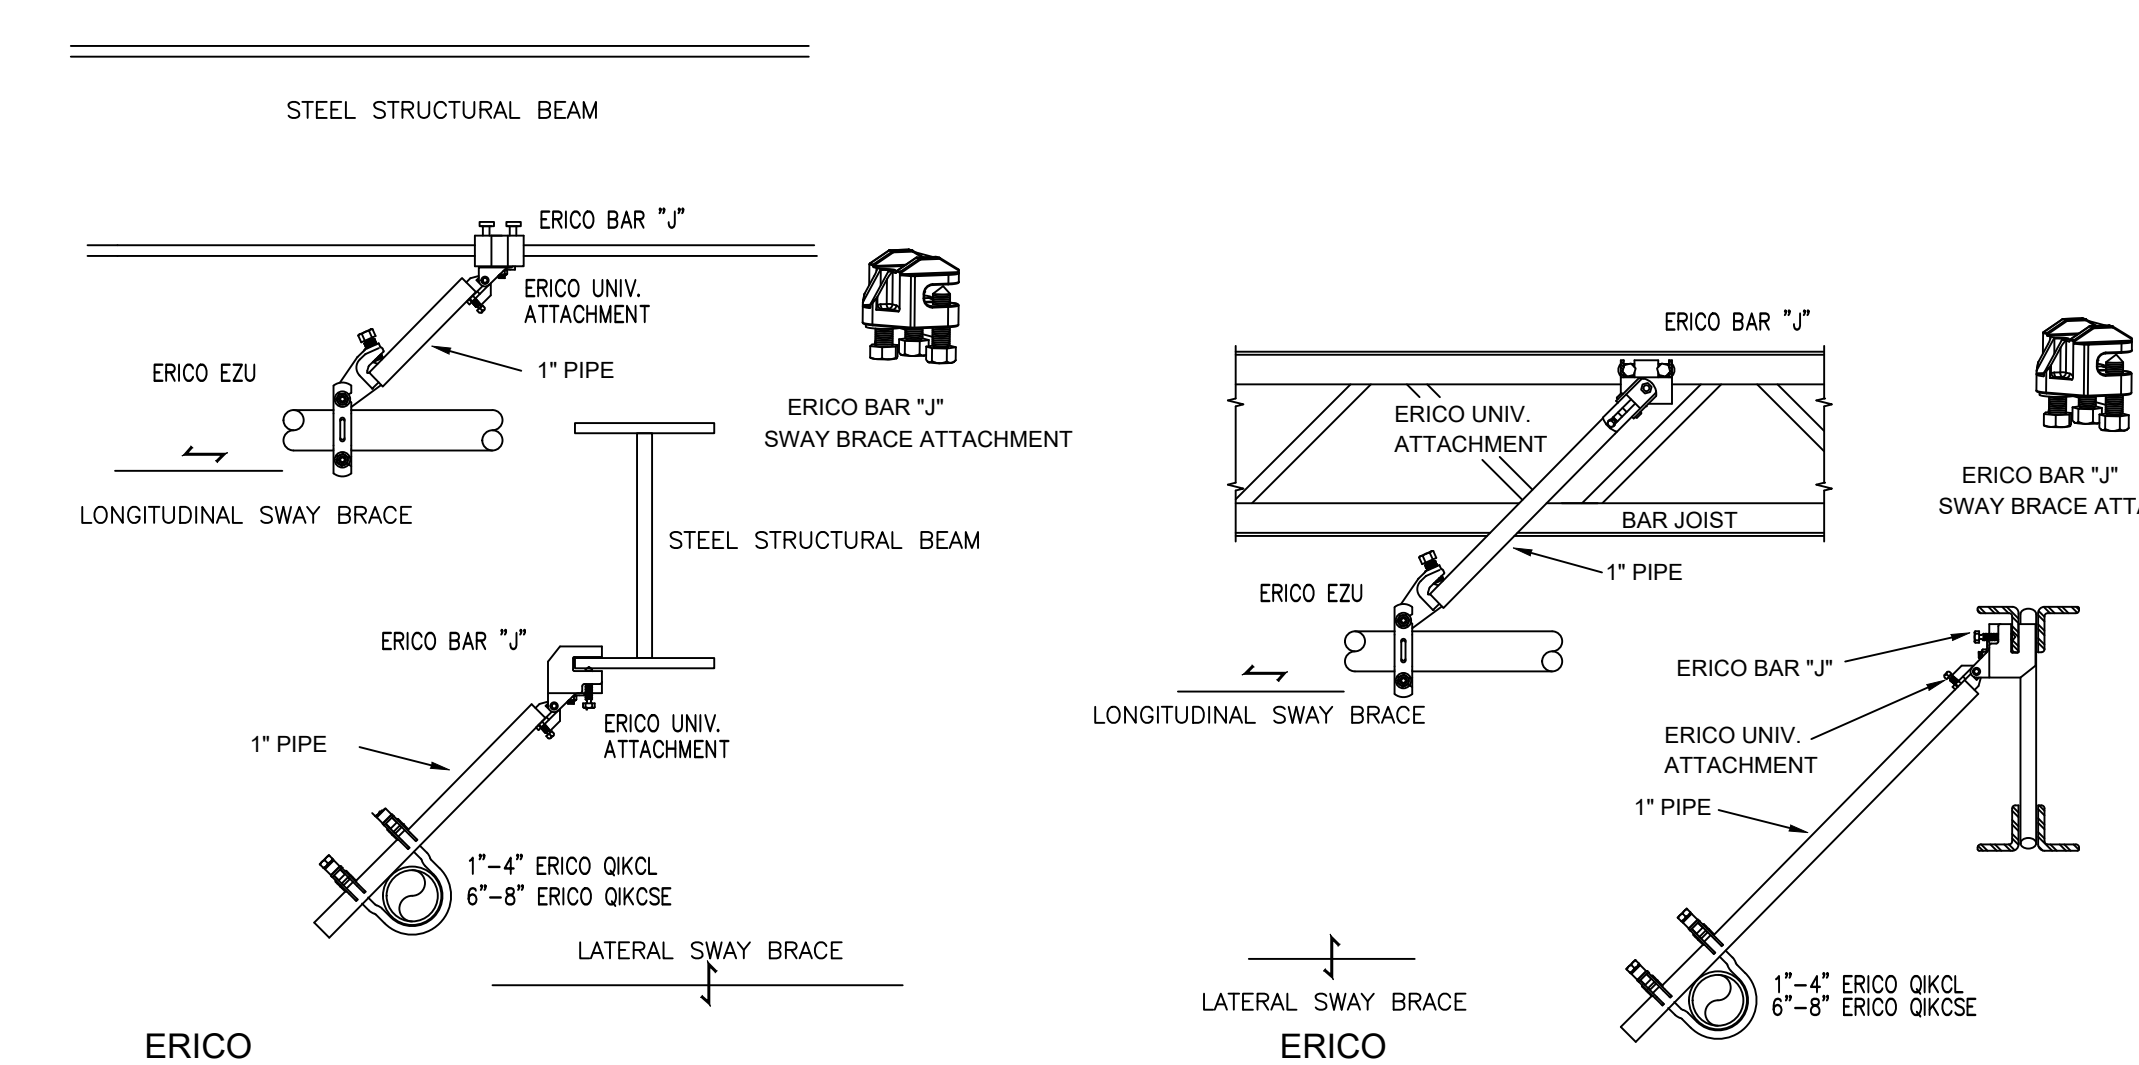 STEEL STRUCTURAL BEAM
ERICO BAR "J"
ERICO UNIV.
ATTACHMENT
1" PIPE
ERICO EZU
ERICO BAR "J"
SWAY BRACE ATTACHMENT
LONGITUDINAL SWAY BRACE
STEEL STRUCTURAL BEAM
ERICO BAR "J"
ERICO UNIV.
ATTACHMENT
1" PIPE
1"-4" ERICO QIKCL
6"-8" ERICO QIKCSE
LATERAL SWAY BRACE
ERICO
ERICO BAR "J"
ERICO UNIV.
ATTACHMENT
BAR JOIST
1" PIPE
ERICO EZU
ERICO BAR "J"
SWAY BRACE
LONGITUDINAL SWAY BRACE
ERICO BAR "J"
ERICO UNIV.
ATTACHMENT
1" PIPE
1"-4" ERICO QIKCL
6"-8" ERICO QIKCSE
LATERAL SWAY BRACE
ERICO